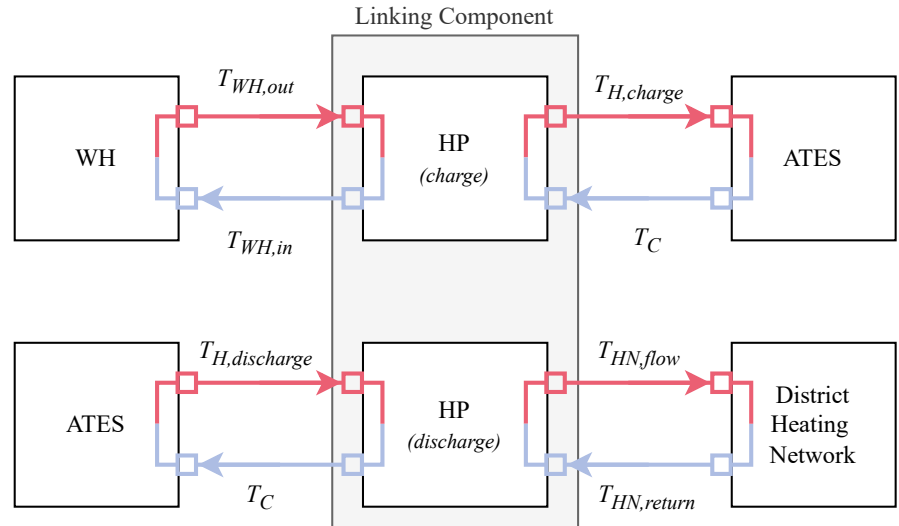 Linking Component
T_WH,out
T_H,charge
WH
HP
(charge)
ATES
T_WH,in
T_C
T_H,discharge
T_HN,flow
ATES
HP
(discharge)
District
Heating
Network
T_C
T_HN,return